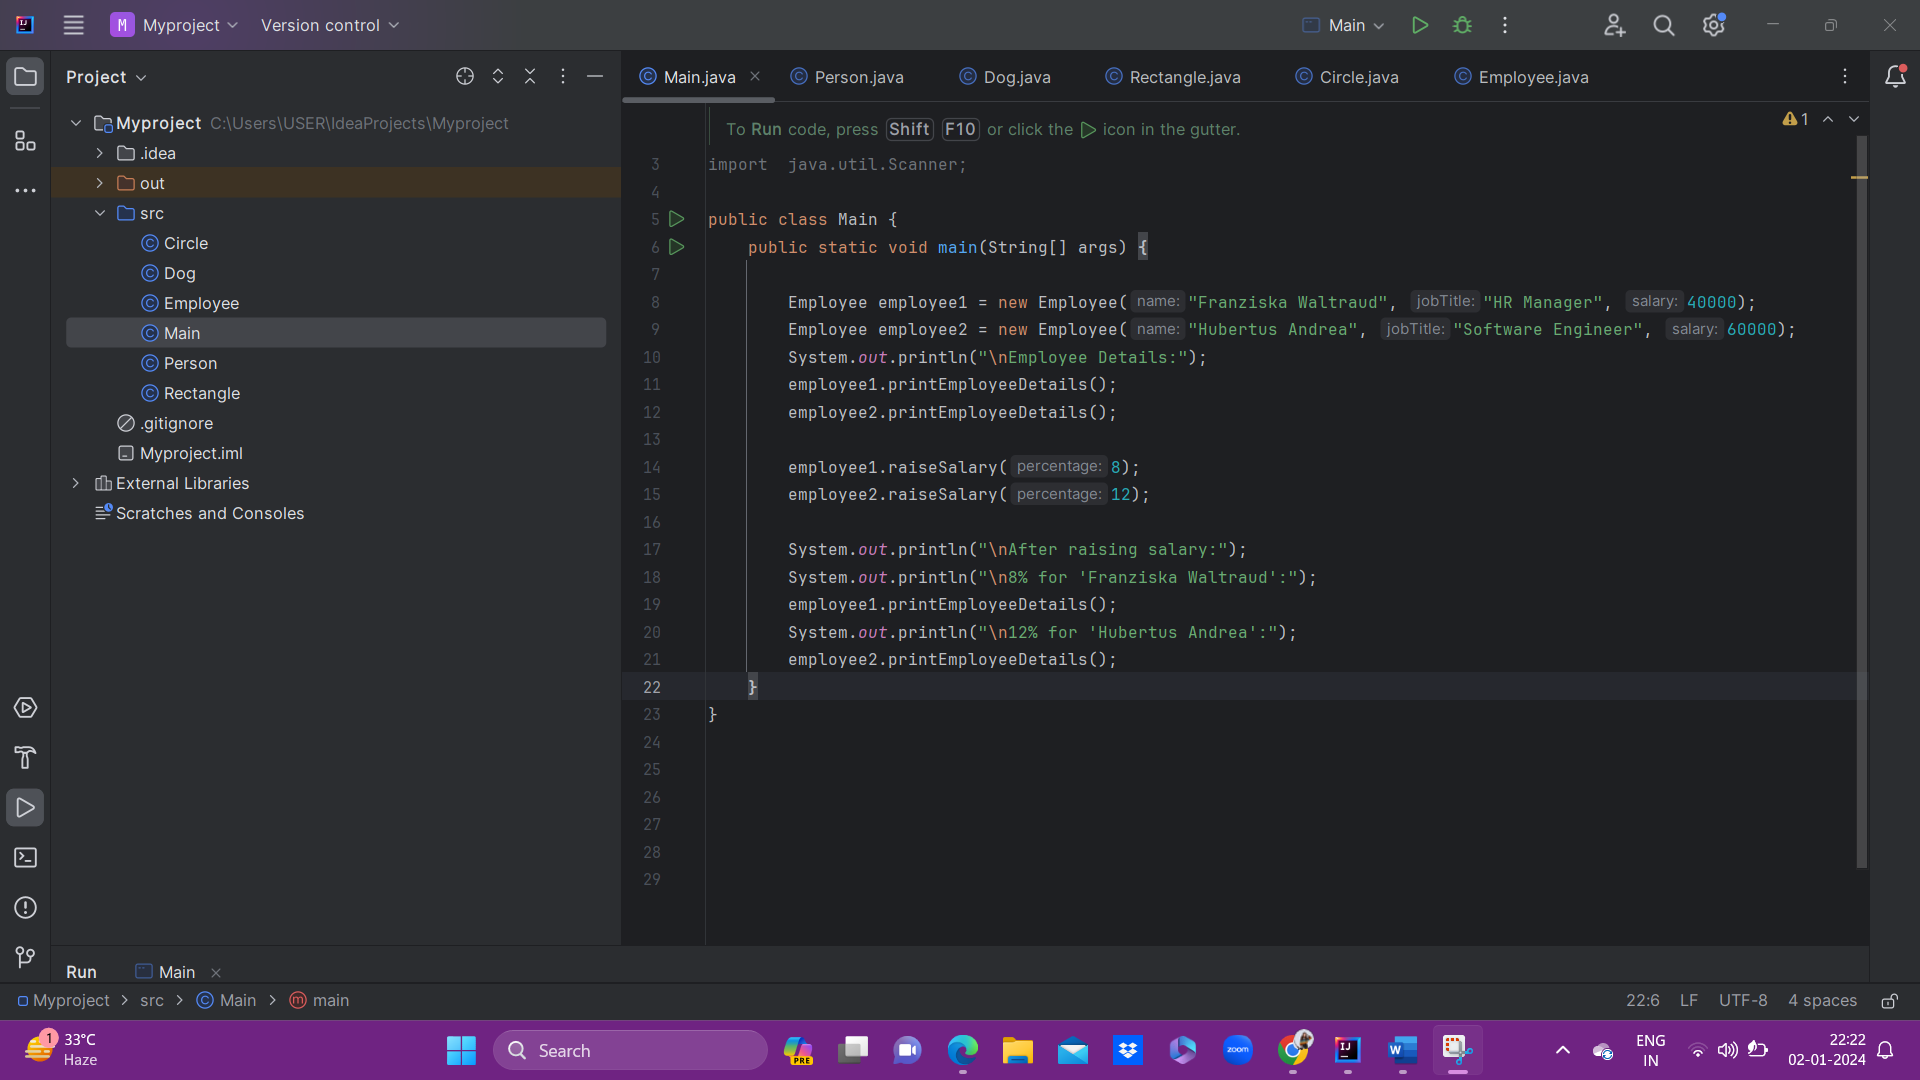 M Myproject Version control Main
Project
Main.java Person.java Dog.java Rectangle.java Circle.java Employee.java
Myproject C:\Users\USER\IdeaProjects\Myproject
.idea
out
src
Circle
Dog
Employee
Main
Person
Rectangle
.gitignore
Myproject.iml
External Libraries
Scratches and Consoles
To Run code, press Shift F10 or click the icon in the gutter.
1
3 import java.util.Scanner;
4
5 public class Main {
6 public static void main(String[] args) {
7
8 Employee employee1 = new Employee( name: "Franziska Waltraud", jobTitle: "HR Manager", salary: 40000);
9 Employee employee2 = new Employee( name: "Hubertus Andrea", jobTitle: "Software Engineer", salary: 60000);
10 System.out.println("\nEmployee Details:");
11 employee1.printEmployeeDetails();
12 employee2.printEmployeeDetails();
13
14 employee1.raiseSalary( percentage: 8);
15 employee2.raiseSalary( percentage: 12);
16
17 System.out.println("\nAfter raising salary:");
18 System.out.println("\n8% for 'Franziska Waltraud':");
19 employee1.printEmployeeDetails();
20 System.out.println("\n12% for 'Hubertus Andrea':");
21 employee2.printEmployeeDetails();
22 }
23 }
24
25
26
27
28
29
Run Main
Myproject > src > Main > main 22:6 LF UTF-8 4 spaces
1 33°C
Haze
Search
PRE
zoom
IJ
W
ENG
IN
22:22
02-01-2024